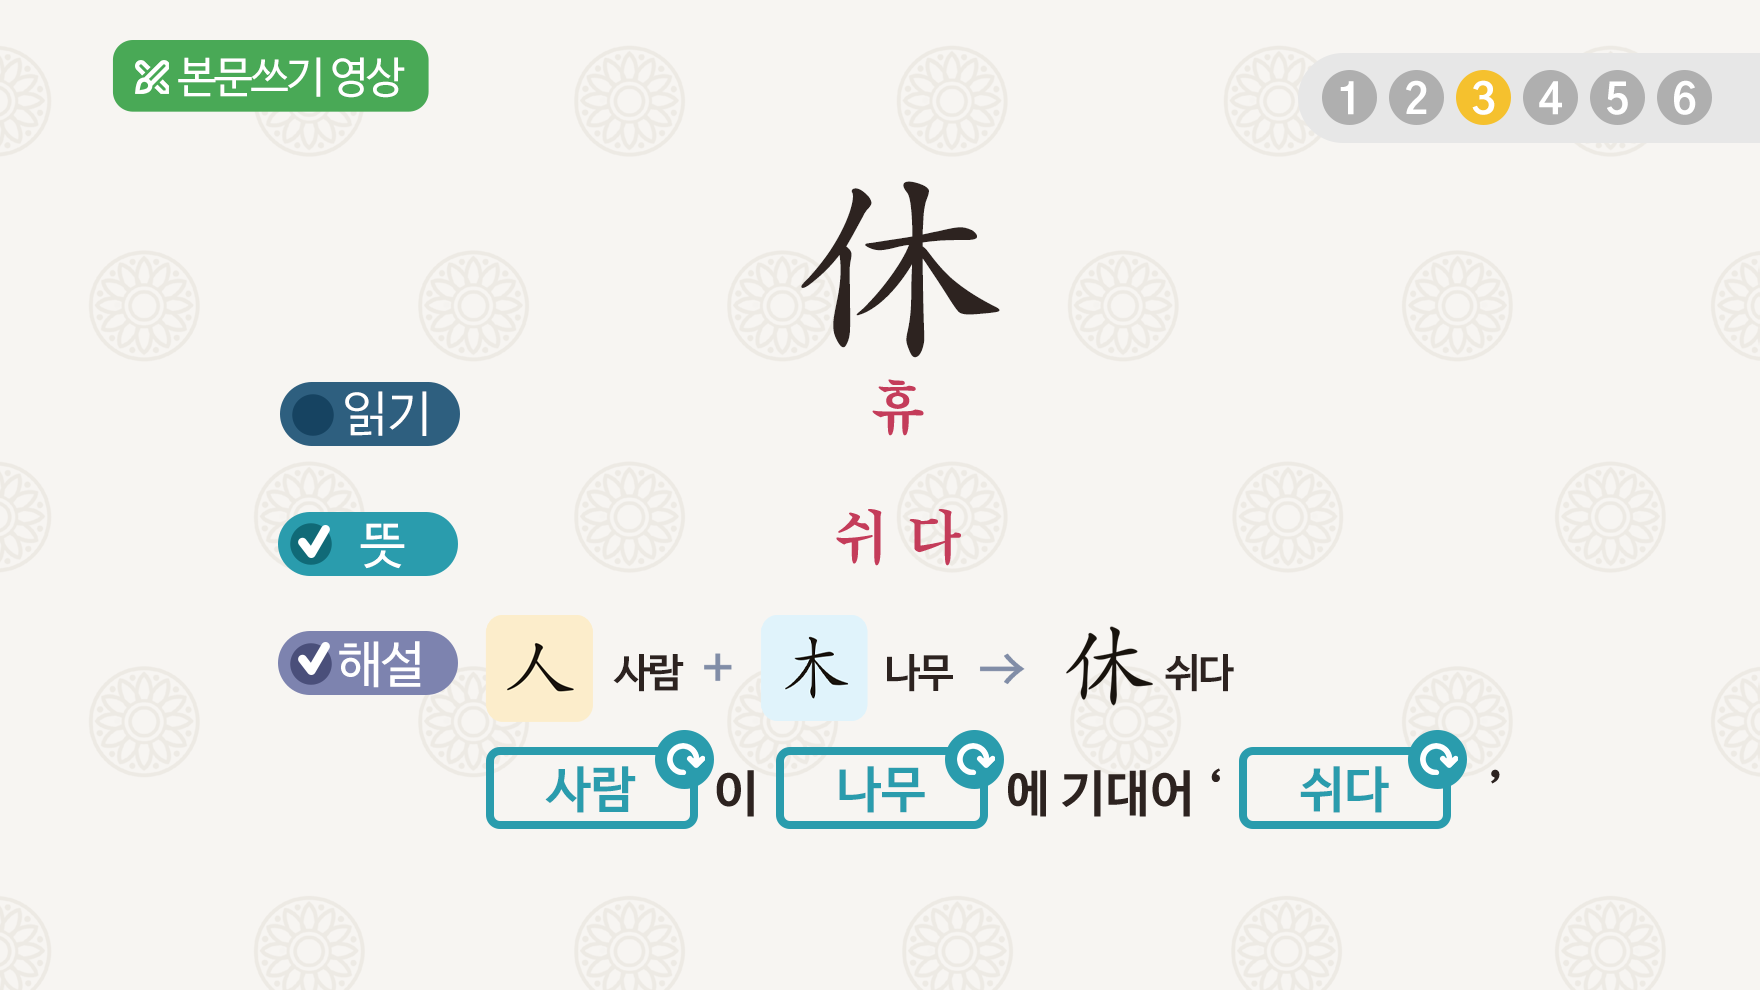 본문쓰기 영상
1 2 3 4 5 6
休
읽기 휴
뜻 쉬 다
해설 人 사람 + 木 나무 → 休 쉬다
사람 이 나무 에 기대어 ‘ 쉬다 ’